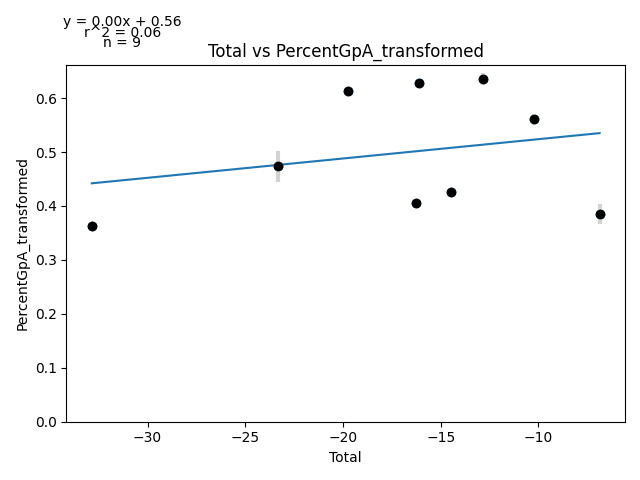 y = 0.00x + 0.56
r^2 = 0.06
n = 9
Total vs PercentGpA_transformed
PercentGpA_transformed
0.6
0.5
0.4
0.3
0.2
0.1
0.0
−30 −25 −20 −15 −10
Total